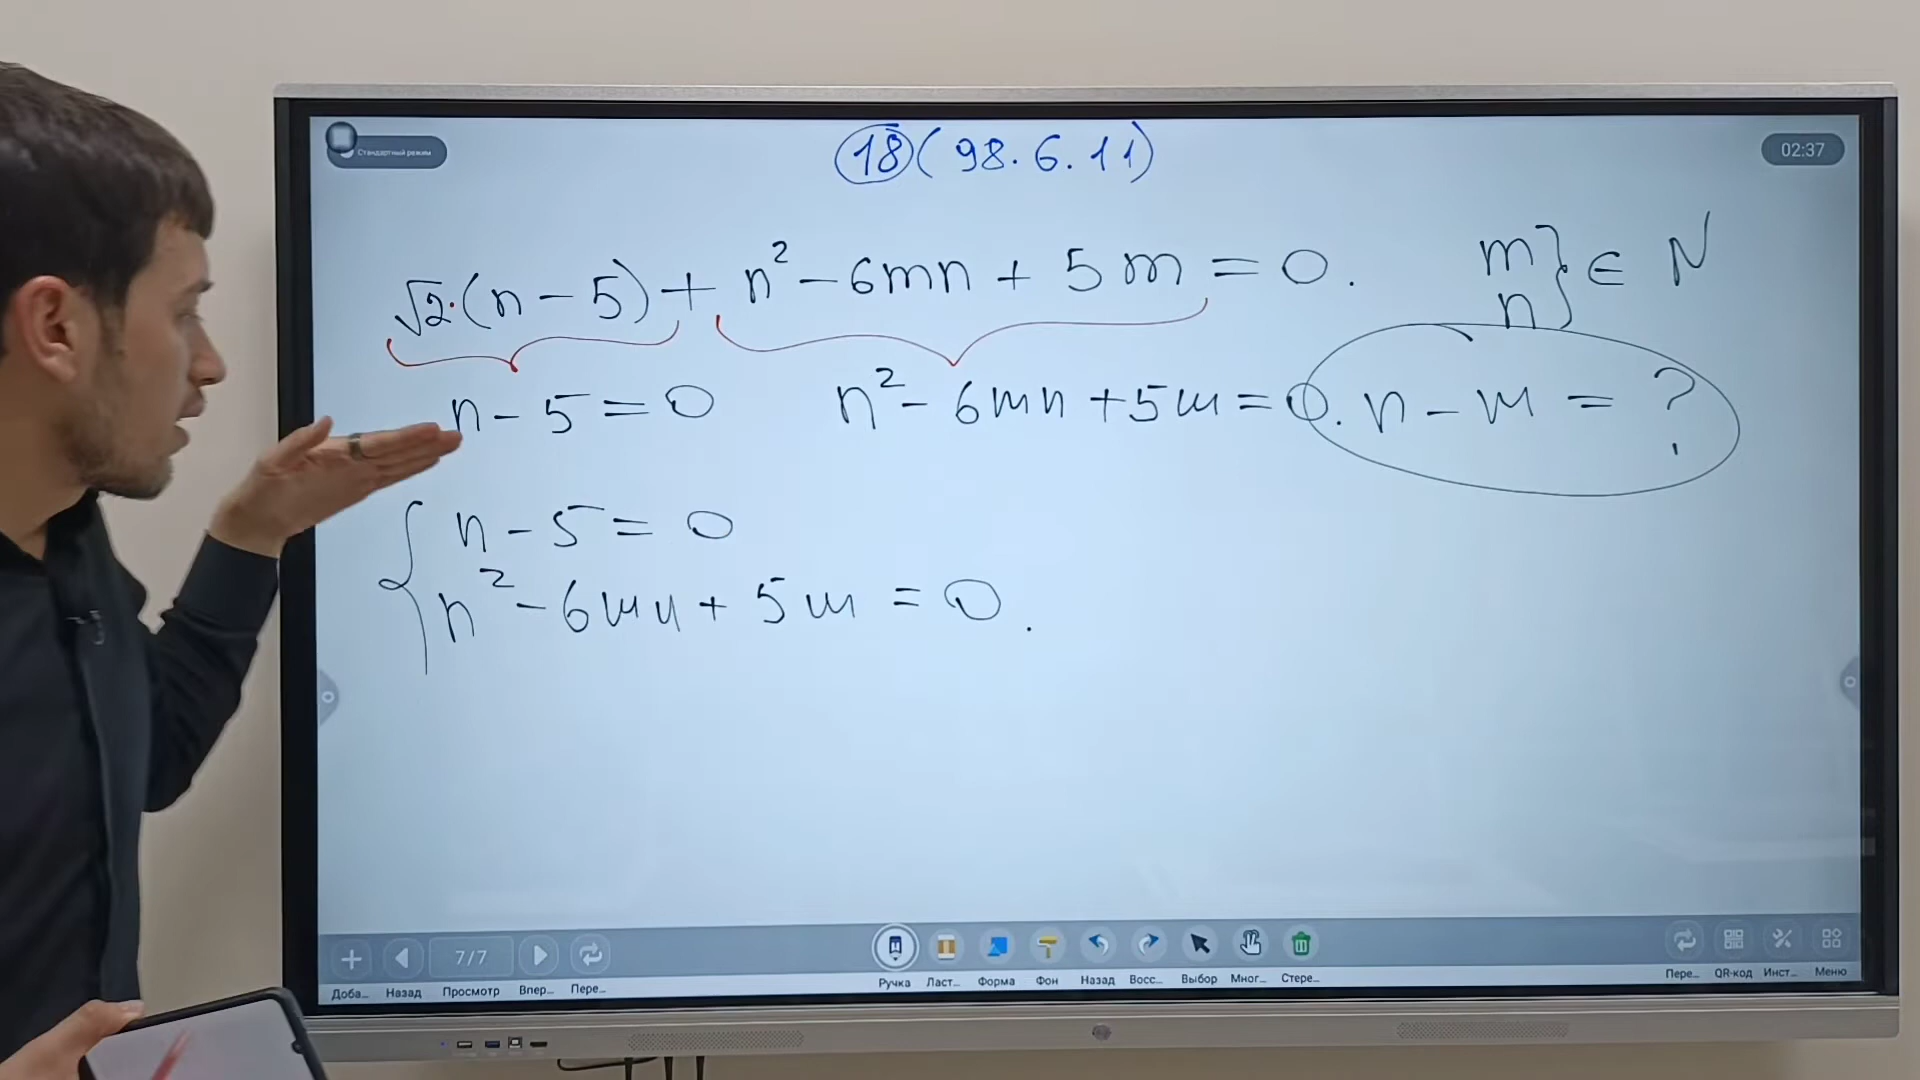 Стандартный режим
02:37
18 (98.6.11)
√2·(n-5)+n²-6mn+5m=0.
m
n } ∈ N
n-5=0
n²-6mn+5m=0.
n-m=?
{ n-5=0
n²-6mn+5m=0.
7/7
Доба... Назад Просмотр Впер... Пере...
Ручка Ласт... Форма Фон Назад Восс... Выбор Мног... Стере...
Пере... QR-код Инст... Меню